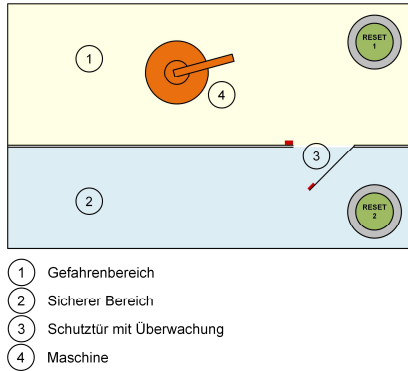 RESET
1
1
4
3
2
RESET
2
1 Gefahrenbereich
2 Sicherer Bereich
3 Schutztür mit Überwachung
4 Maschine